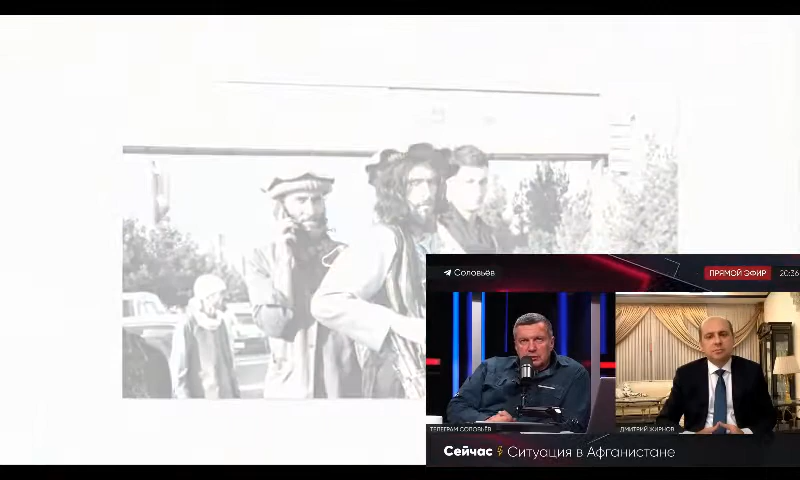 Соловьёв
ПРЯМОЙ ЭФИР 20:36
ТЕЛЕГРАМ СОЛОВЬЁВ
ДМИТРИЙ ЖИРНОВ
Сейчас Ситуация в Афганистане